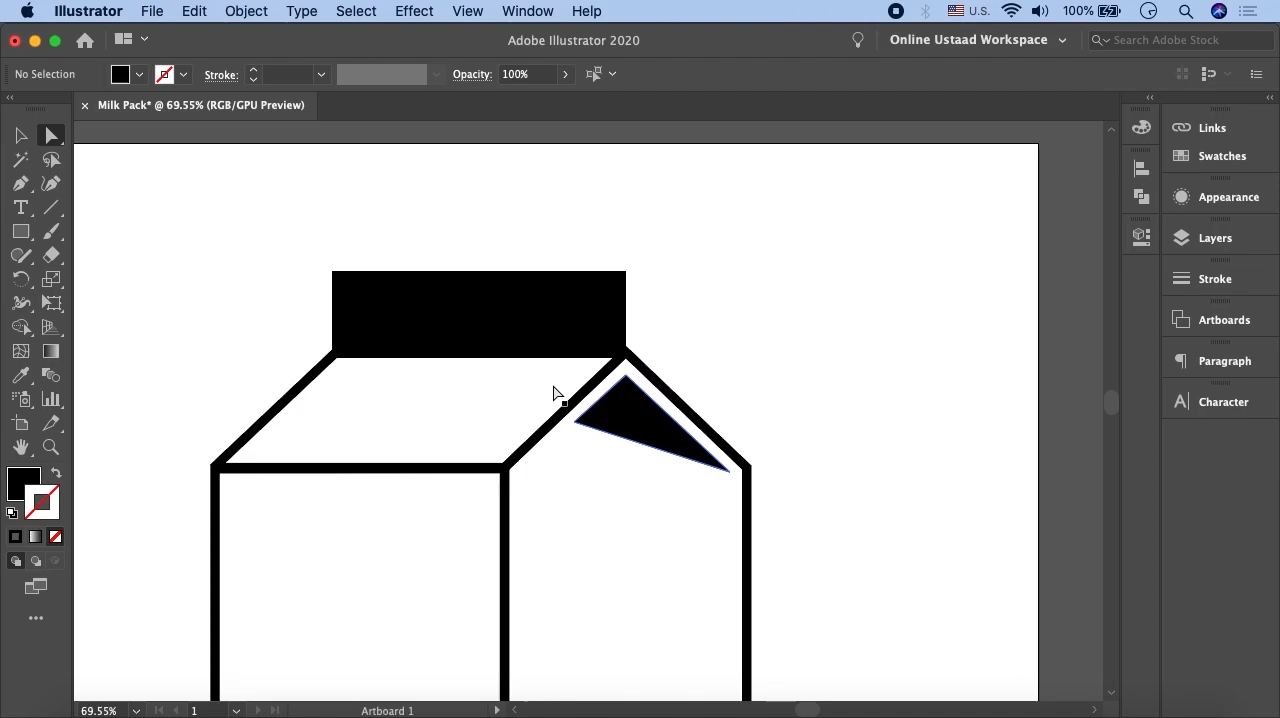 Illustrator File Edit Object Type Select Effect View Window Help U.S. 100%
Adobe Illustrator 2020 Online Ustaad Workspace Search Adobe Stock
No Selection Stroke: Opacity: 100%
Milk Pack* @ 69.55% (RGB/GPU Preview)
Links
Swatches
Appearance
Layers
Stroke
Artboards
Paragraph
Character
69.55% 1 Artboard 1